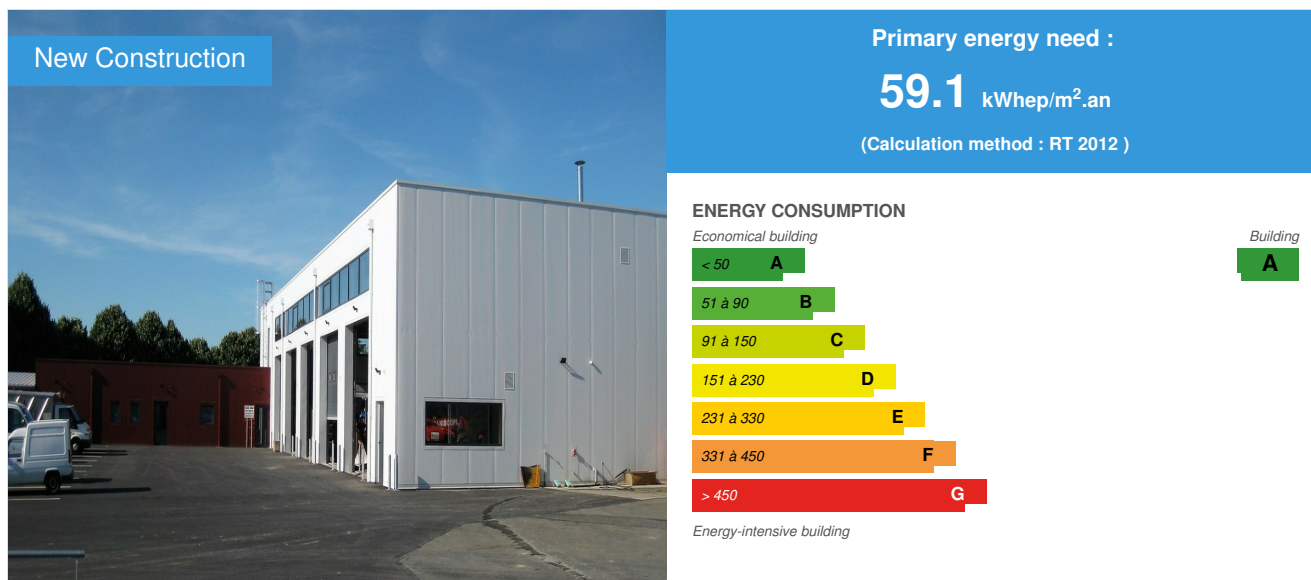 New Construction
Primary energy need :
59.1 kWhep/m².an
(Calculation method : RT 2012 )
ENERGY CONSUMPTION
Economical building
Building
< 50 A
A
51 à 90 B
91 à 150 C
151 à 230 D
231 à 330 E
331 à 450 F
> 450 G
Energy-intensive building